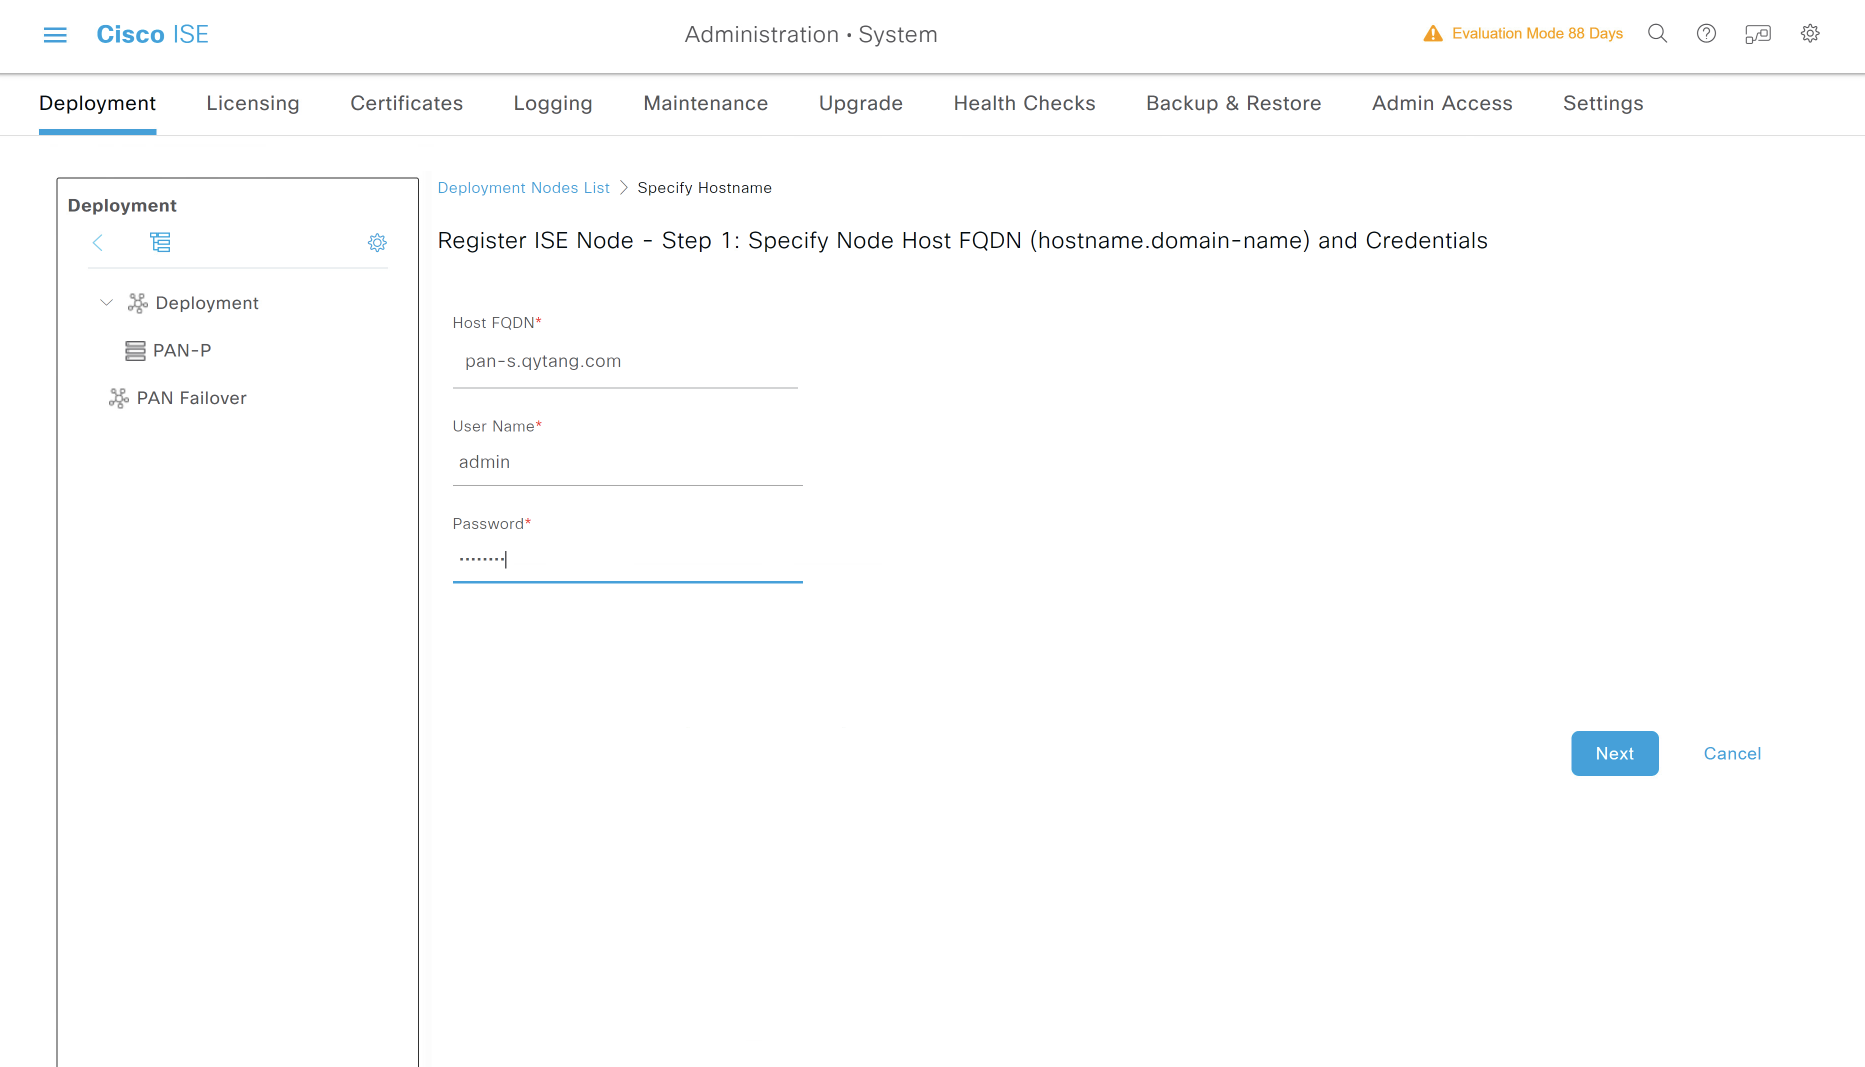 Cisco ISE
Administration • System
Evaluation Mode 88 Days
Deployment
Licensing
Certificates
Logging
Maintenance
Upgrade
Health Checks
Backup & Restore
Admin Access
Settings
Deployment
Deployment
PAN-P
PAN Failover
Deployment Nodes List > Specify Hostname
Register ISE Node - Step 1: Specify Node Host FQDN (hostname.domain-name) and Credentials
Host FQDN*
pan-s.qytang.com
User Name*
admin
Password*
········
Next
Cancel